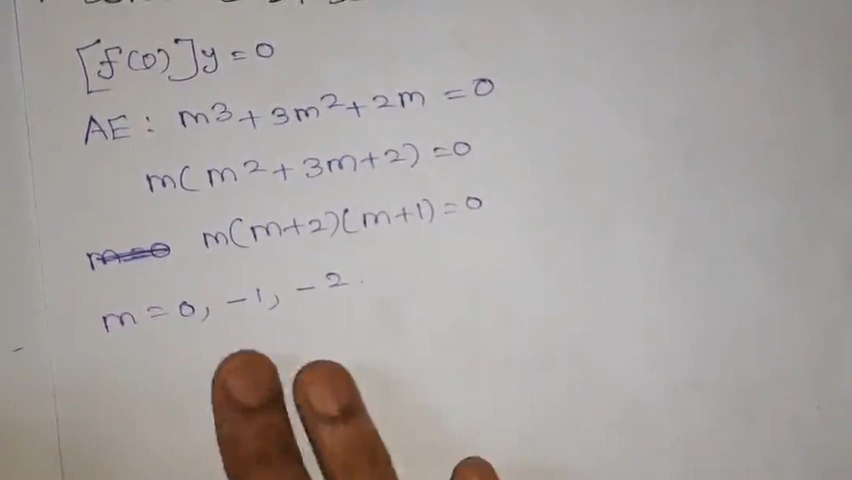 [f(D)]y = 0
AE: m3 + 3m2 + 2m = 0
m(m2 + 3m + 2) = 0
m(m+2)(m+1) = 0
m = 0, -1, -2.